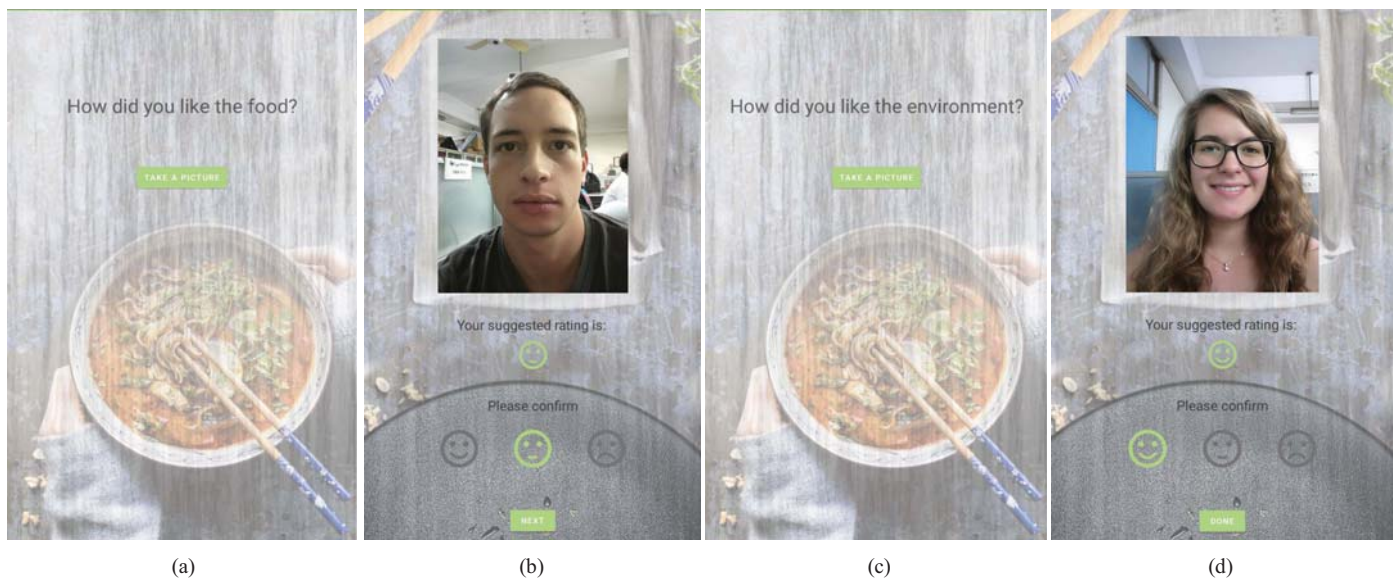 How did you like the food?
TAKE A PICTURE
(a)
Your suggested rating is:
Please confirm
NEXT
(b)
How did you like the environment?
TAKE A PICTURE
(c)
Your suggested rating is:
Please confirm
DONE
(d)